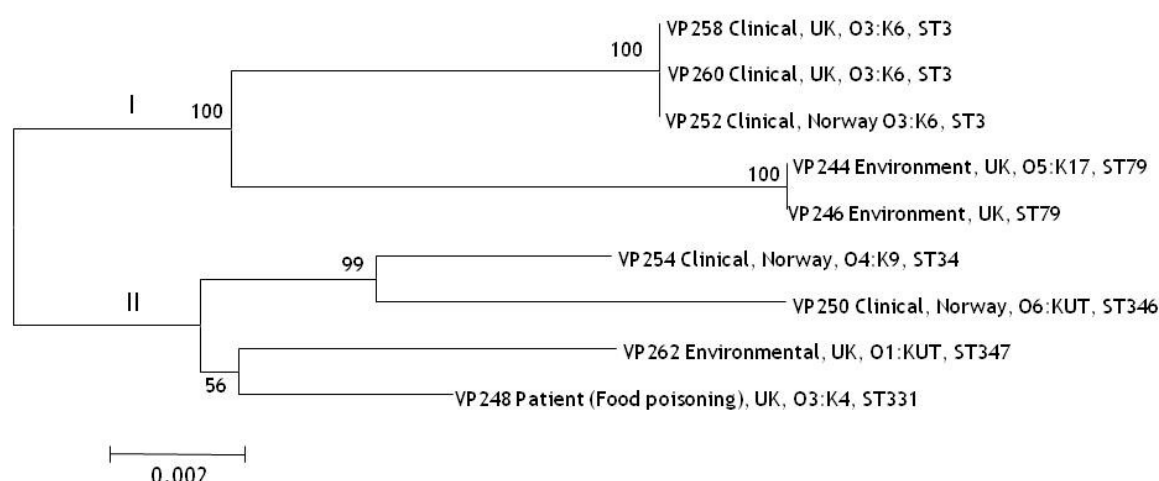 VP258 Clinical, UK, O3:K6, ST3
100
VP260 Clinical, UK, O3:K6, ST3
I
100
VP252 Clinical, Norway O3:K6, ST3
VP244 Environment, UK, O5:K17, ST79
100
VP246 Environment, UK, ST79
VP254 Clinical, Norway, O4:K9, ST34
99
II
VP250 Clinical, Norway, O6:KUT, ST346
VP262 Environmental, UK, O1:KUT, ST347
56
VP248 Patient (Food poisoning), UK, O3:K4, ST331
0.002